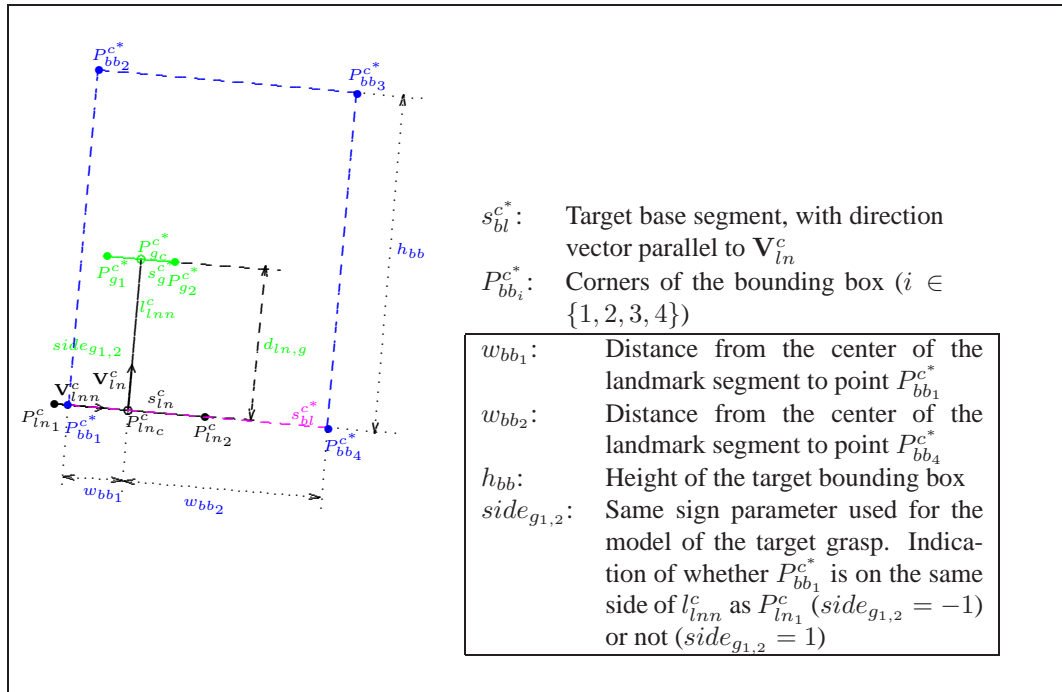 $P_{bb_2}^{c^*}$
$P_{bb_3}^{c^*}$
$h_{bb}$
$P_{g_c}^{c^*}$
$P_{g_1}^{c^*}$ $s_g^{c^*}$ $P_{g_2}^{c^*}$
$l_{lnn}^{c}$
$side_{g_{1,2}}$
$d_{ln,g}$
$\mathbf{V}_{ln}^{c}$
$\mathbf{V}_{lnn}^{c}$
$s_{ln}^{c}$
$P_{ln_1}^{c}$
$P_{bb_1}^{c^*}$
$P_{ln_c}^{c}$
$P_{ln_2}^{c}$
$s_{bl}^{c^*}$
$P_{bb_4}^{c^*}$
$w_{bb_1}$
$w_{bb_2}$
$s_{bl}^{c^*}$: Target base segment, with direction
vector parallel to $\mathbf{V}_{ln}^{c}$
$P_{bb_i}^{c^*}$: Corners of the bounding box ($i \in$
$\{1, 2, 3, 4\}$)
$w_{bb_1}$: Distance from the center of the
landmark segment to point $P_{bb_1}^{c^*}$
$w_{bb_2}$: Distance from the center of the
landmark segment to point $P_{bb_4}^{c^*}$
$h_{bb}$: Height of the target bounding box
$side_{g_{1,2}}$: Same sign parameter used for the
model of the target grasp. Indica-
tion of whether $P_{bb_1}^{c^*}$ is on the same
side of $l_{lnn}^{c}$ as $P_{ln_1}^{c}$ ($side_{g_{1,2}} = -1$)
or not ($side_{g_{1,2}} = 1$)